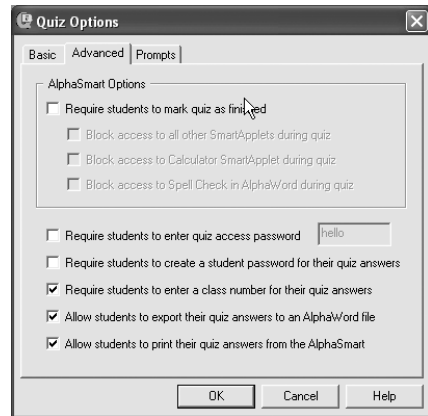 Quiz Options
Basic Advanced Prompts
AlphaSmart Options
Require students to mark quiz as finished
Block access to all other SmartApplets during quiz
Block access to Calculator SmartApplet during quiz
Block access to Spell Check in AlphaWord during quiz
Require students to enter quiz access password hello
Require students to create a student password for their quiz answers
Require students to enter a class number for their quiz answers
Allow students to export their quiz answers to an AlphaWord file
Allow students to print their quiz answers from the AlphaSmart
OK Cancel Help